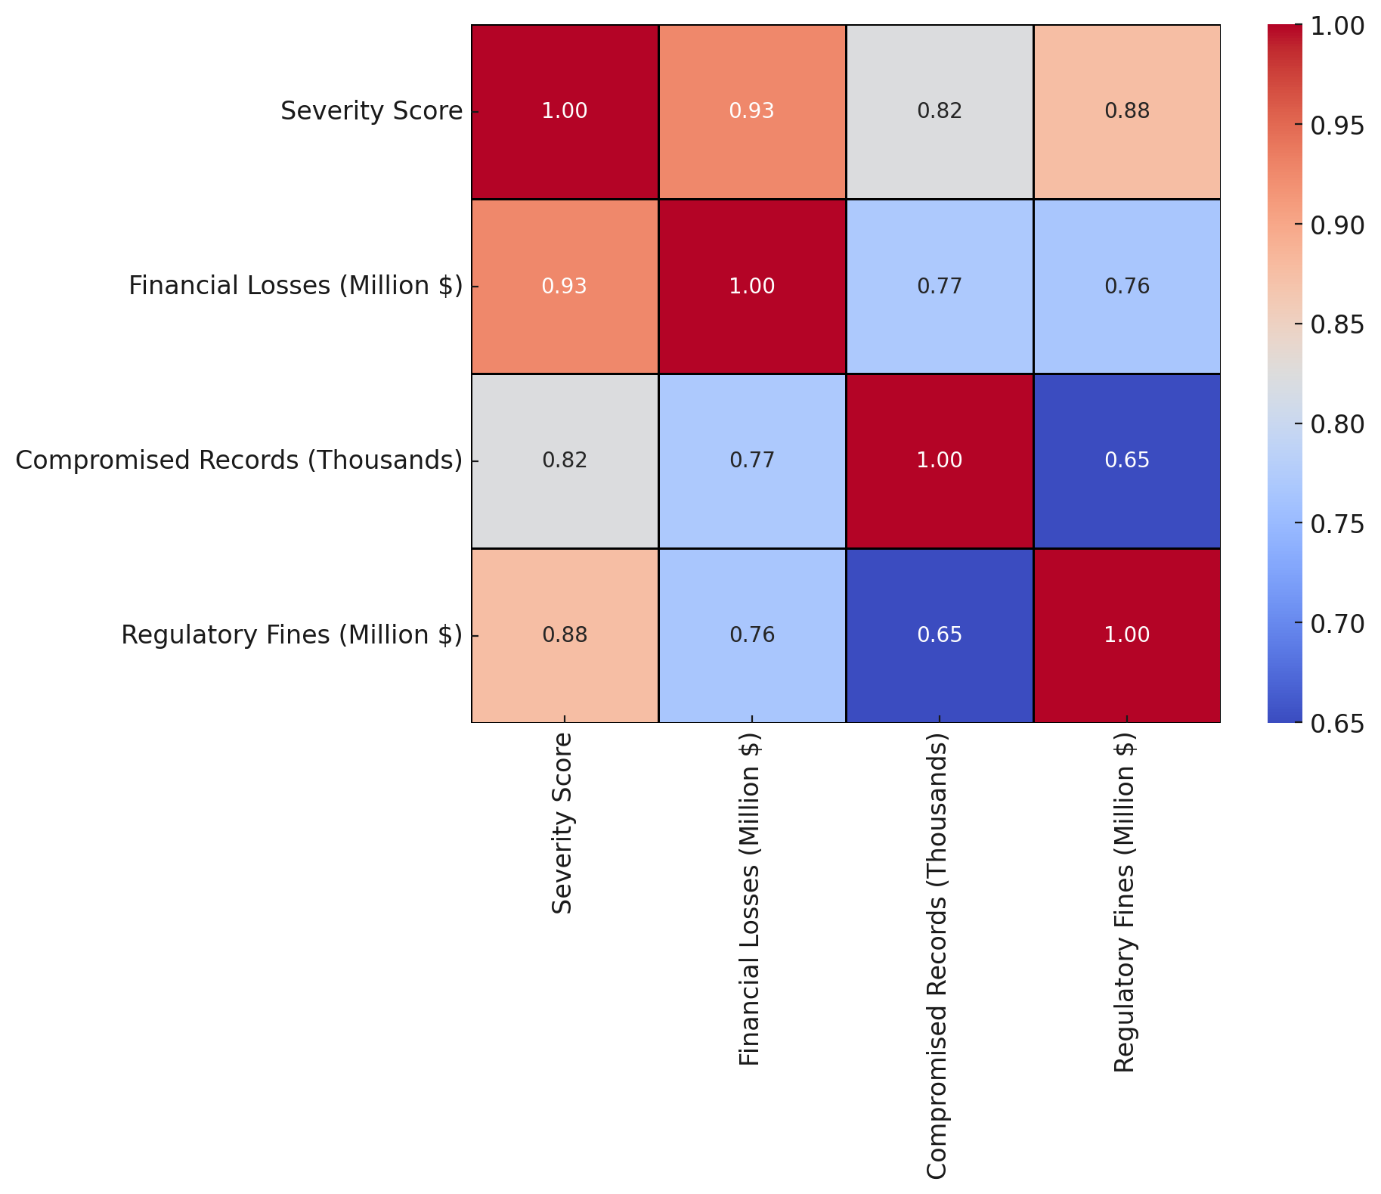 Severity Score 1.00 0.93 0.82 0.88
Financial Losses (Million $) 0.93 1.00 0.77 0.76
Compromised Records (Thousands) 0.82 0.77 1.00 0.65
Regulatory Fines (Million $) 0.88 0.76 0.65 1.00
Severity Score
Financial Losses (Million $)
Compromised Records (Thousands)
Regulatory Fines (Million $)
1.00
0.95
0.90
0.85
0.80
0.75
0.70
0.65